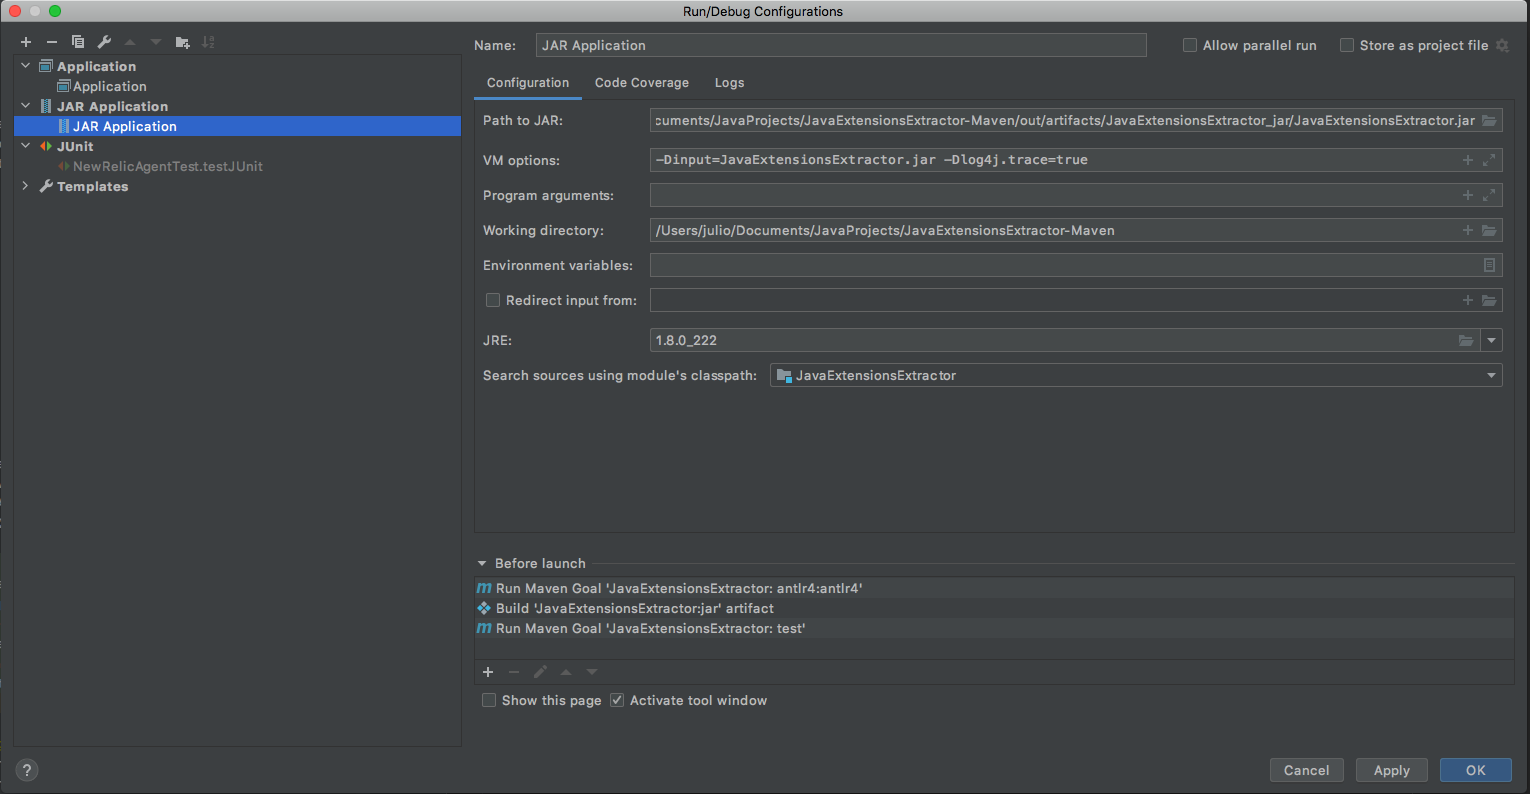 Run/Debug Configurations
Application
Application
JAR Application
JAR Application
JUnit
NewRelicAgentTest.testJUnit
Templates
Name: JAR Application Allow parallel run Store as project file
Configuration Code Coverage Logs
Path to JAR: cuments/JavaProjects/JavaExtensionsExtractor-Maven/out/artifacts/JavaExtensionsExtractor_jar/JavaExtensionsExtractor.jar
VM options: –Dinput=JavaExtensionsExtractor.jar –Dlog4j.trace=true
Program arguments:
Working directory: /Users/julio/Documents/JavaProjects/JavaExtensionsExtractor-Maven
Environment variables:
Redirect input from:
JRE: 1.8.0_222
Search sources using module's classpath: JavaExtensionsExtractor
Before launch
m Run Maven Goal 'JavaExtensionsExtractor: antlr4:antlr4'
Build 'JavaExtensionsExtractor:jar' artifact
m Run Maven Goal 'JavaExtensionsExtractor: test'
Show this page Activate tool window
? Cancel Apply OK